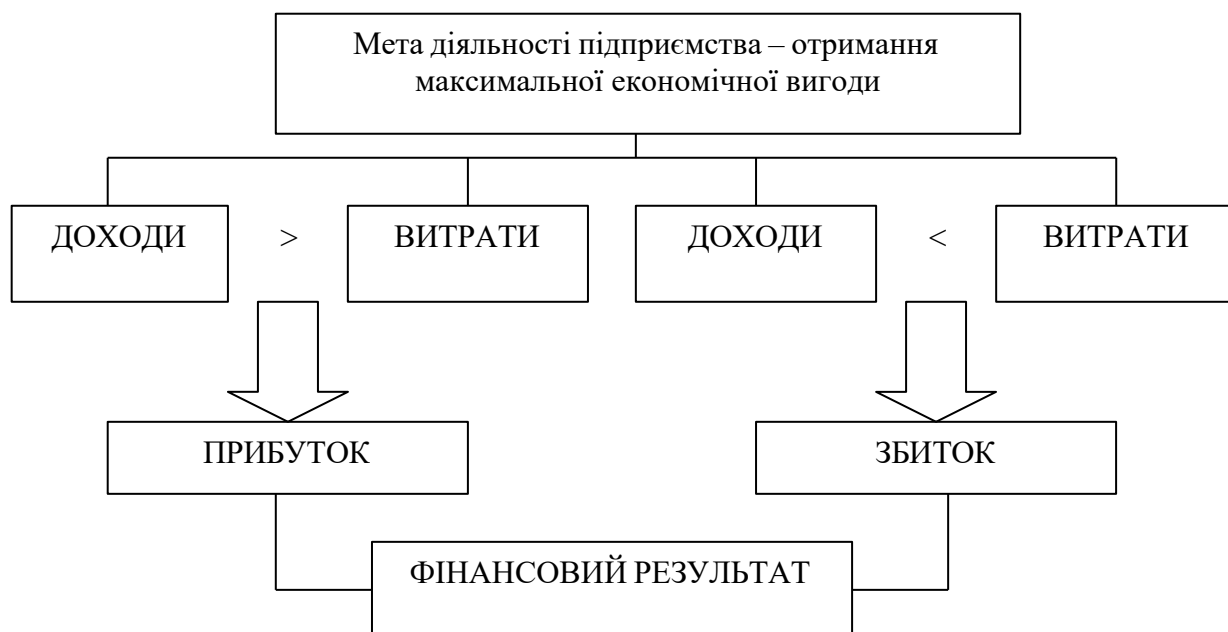 Мета діяльності підприємства – отримання
максимальної економічної вигоди
ДОХОДИ > ВИТРАТИ ДОХОДИ < ВИТРАТИ
ПРИБУТОК ЗБИТОК
ФІНАНСОВИЙ РЕЗУЛЬТАТ